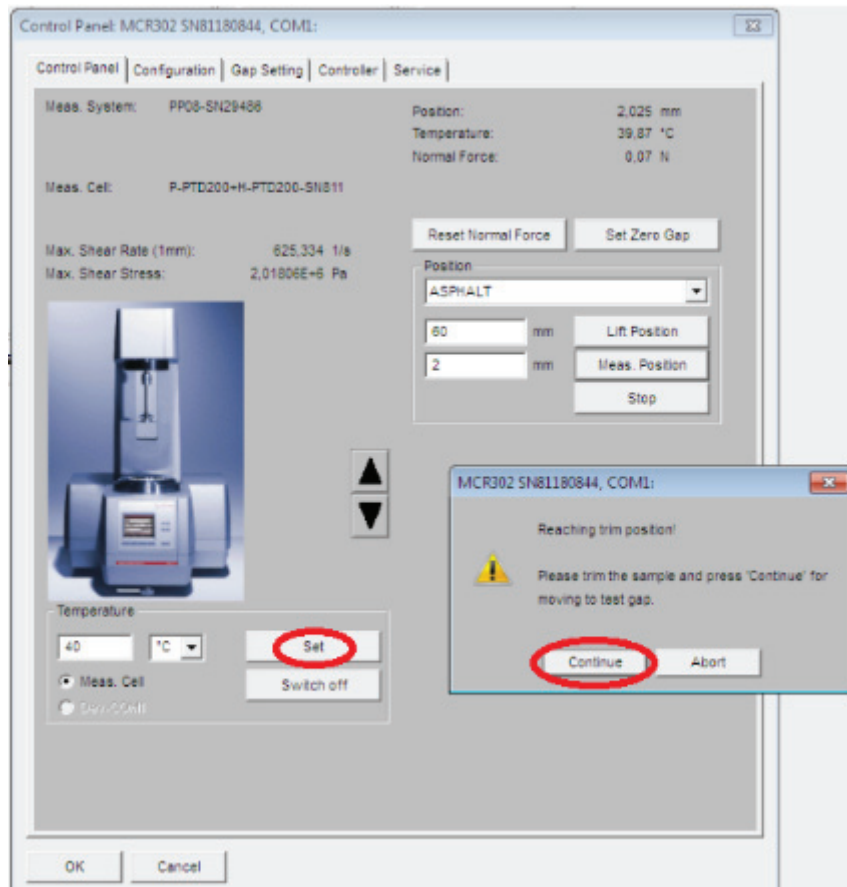 Control Panel: MCR302 SN81180844, COM1:
Control Panel Configuration Gap Setting Controller Service
Meas. System: PP08-SN29486
Position: 2,025 mm
Temperature: 39,87 °C
Normal Force: 0,07 N
Meas. Cell: P-PTD200+H-PTD200-SN811
Reset Normal Force Set Zero Gap
Max. Shear Rate (1mm): 625,334 1/s
Max. Shear Stress: 2,01806E+6 Pa
Position
ASPHALT
60 mm Lift Position
2 mm Meas. Position
Stop
MCR302 SN81180844, COM1:
Reaching trim position!
Please trim the sample and press 'Continue' for
moving to test gap.
Continue Abort
Temperature
40 °C Set
Meas. Cell Switch off
OK Cancel